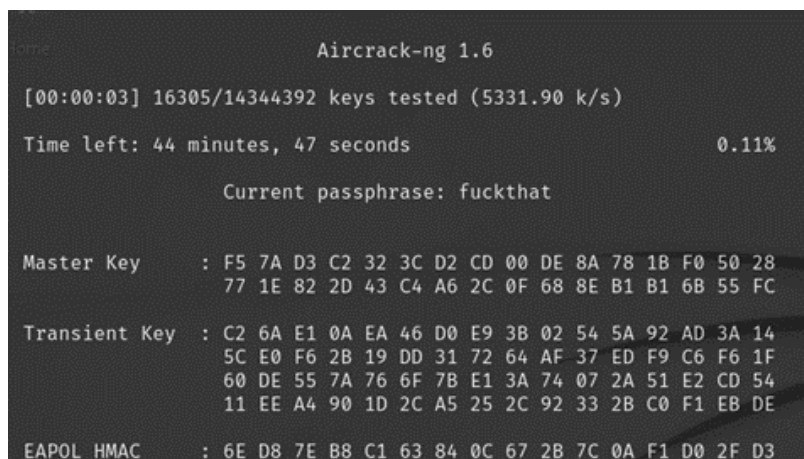 Home
Aircrack-ng 1.6
[00:00:03] 16305/14344392 keys tested (5331.90 k/s)
Time left: 44 minutes, 47 seconds 0.11%
Current passphrase: fuckthat
Master Key : F5 7A D3 C2 32 3C D2 CD 00 DE 8A 78 1B F0 50 28
77 1E 82 2D 43 C4 A6 2C 0F 68 8E B1 B1 6B 55 FC
Transient Key : C2 6A E1 0A EA 46 D0 E9 3B 02 54 5A 92 AD 3A 14
5C E0 F6 2B 19 DD 31 72 64 AF 37 ED F9 C6 F6 1F
60 DE 55 7A 76 6F 7B E1 3A 74 07 2A 51 E2 CD 54
11 EE A4 90 1D 2C A5 25 2C 92 33 2B C0 F1 EB DE
EAPOL HMAC : 6E D8 7E B8 C1 63 84 0C 67 2B 7C 0A F1 D0 2F D3